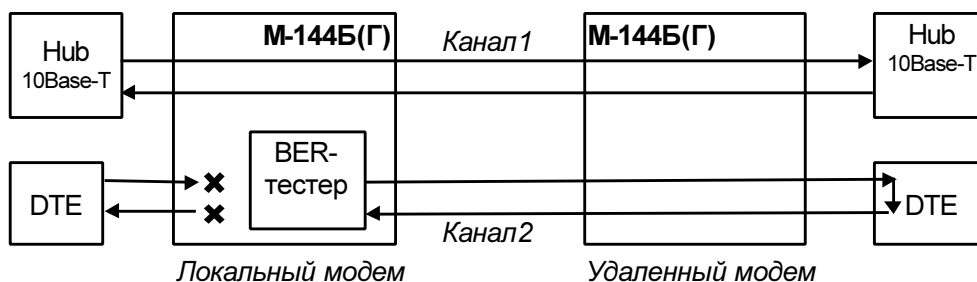 Hub
10Base-T
М-144Б(Г)
Канал1
М-144Б(Г)
Hub
10Base-T
DTE
BER-
тестер
Канал2
DTE
Локальный модем
Удаленный модем